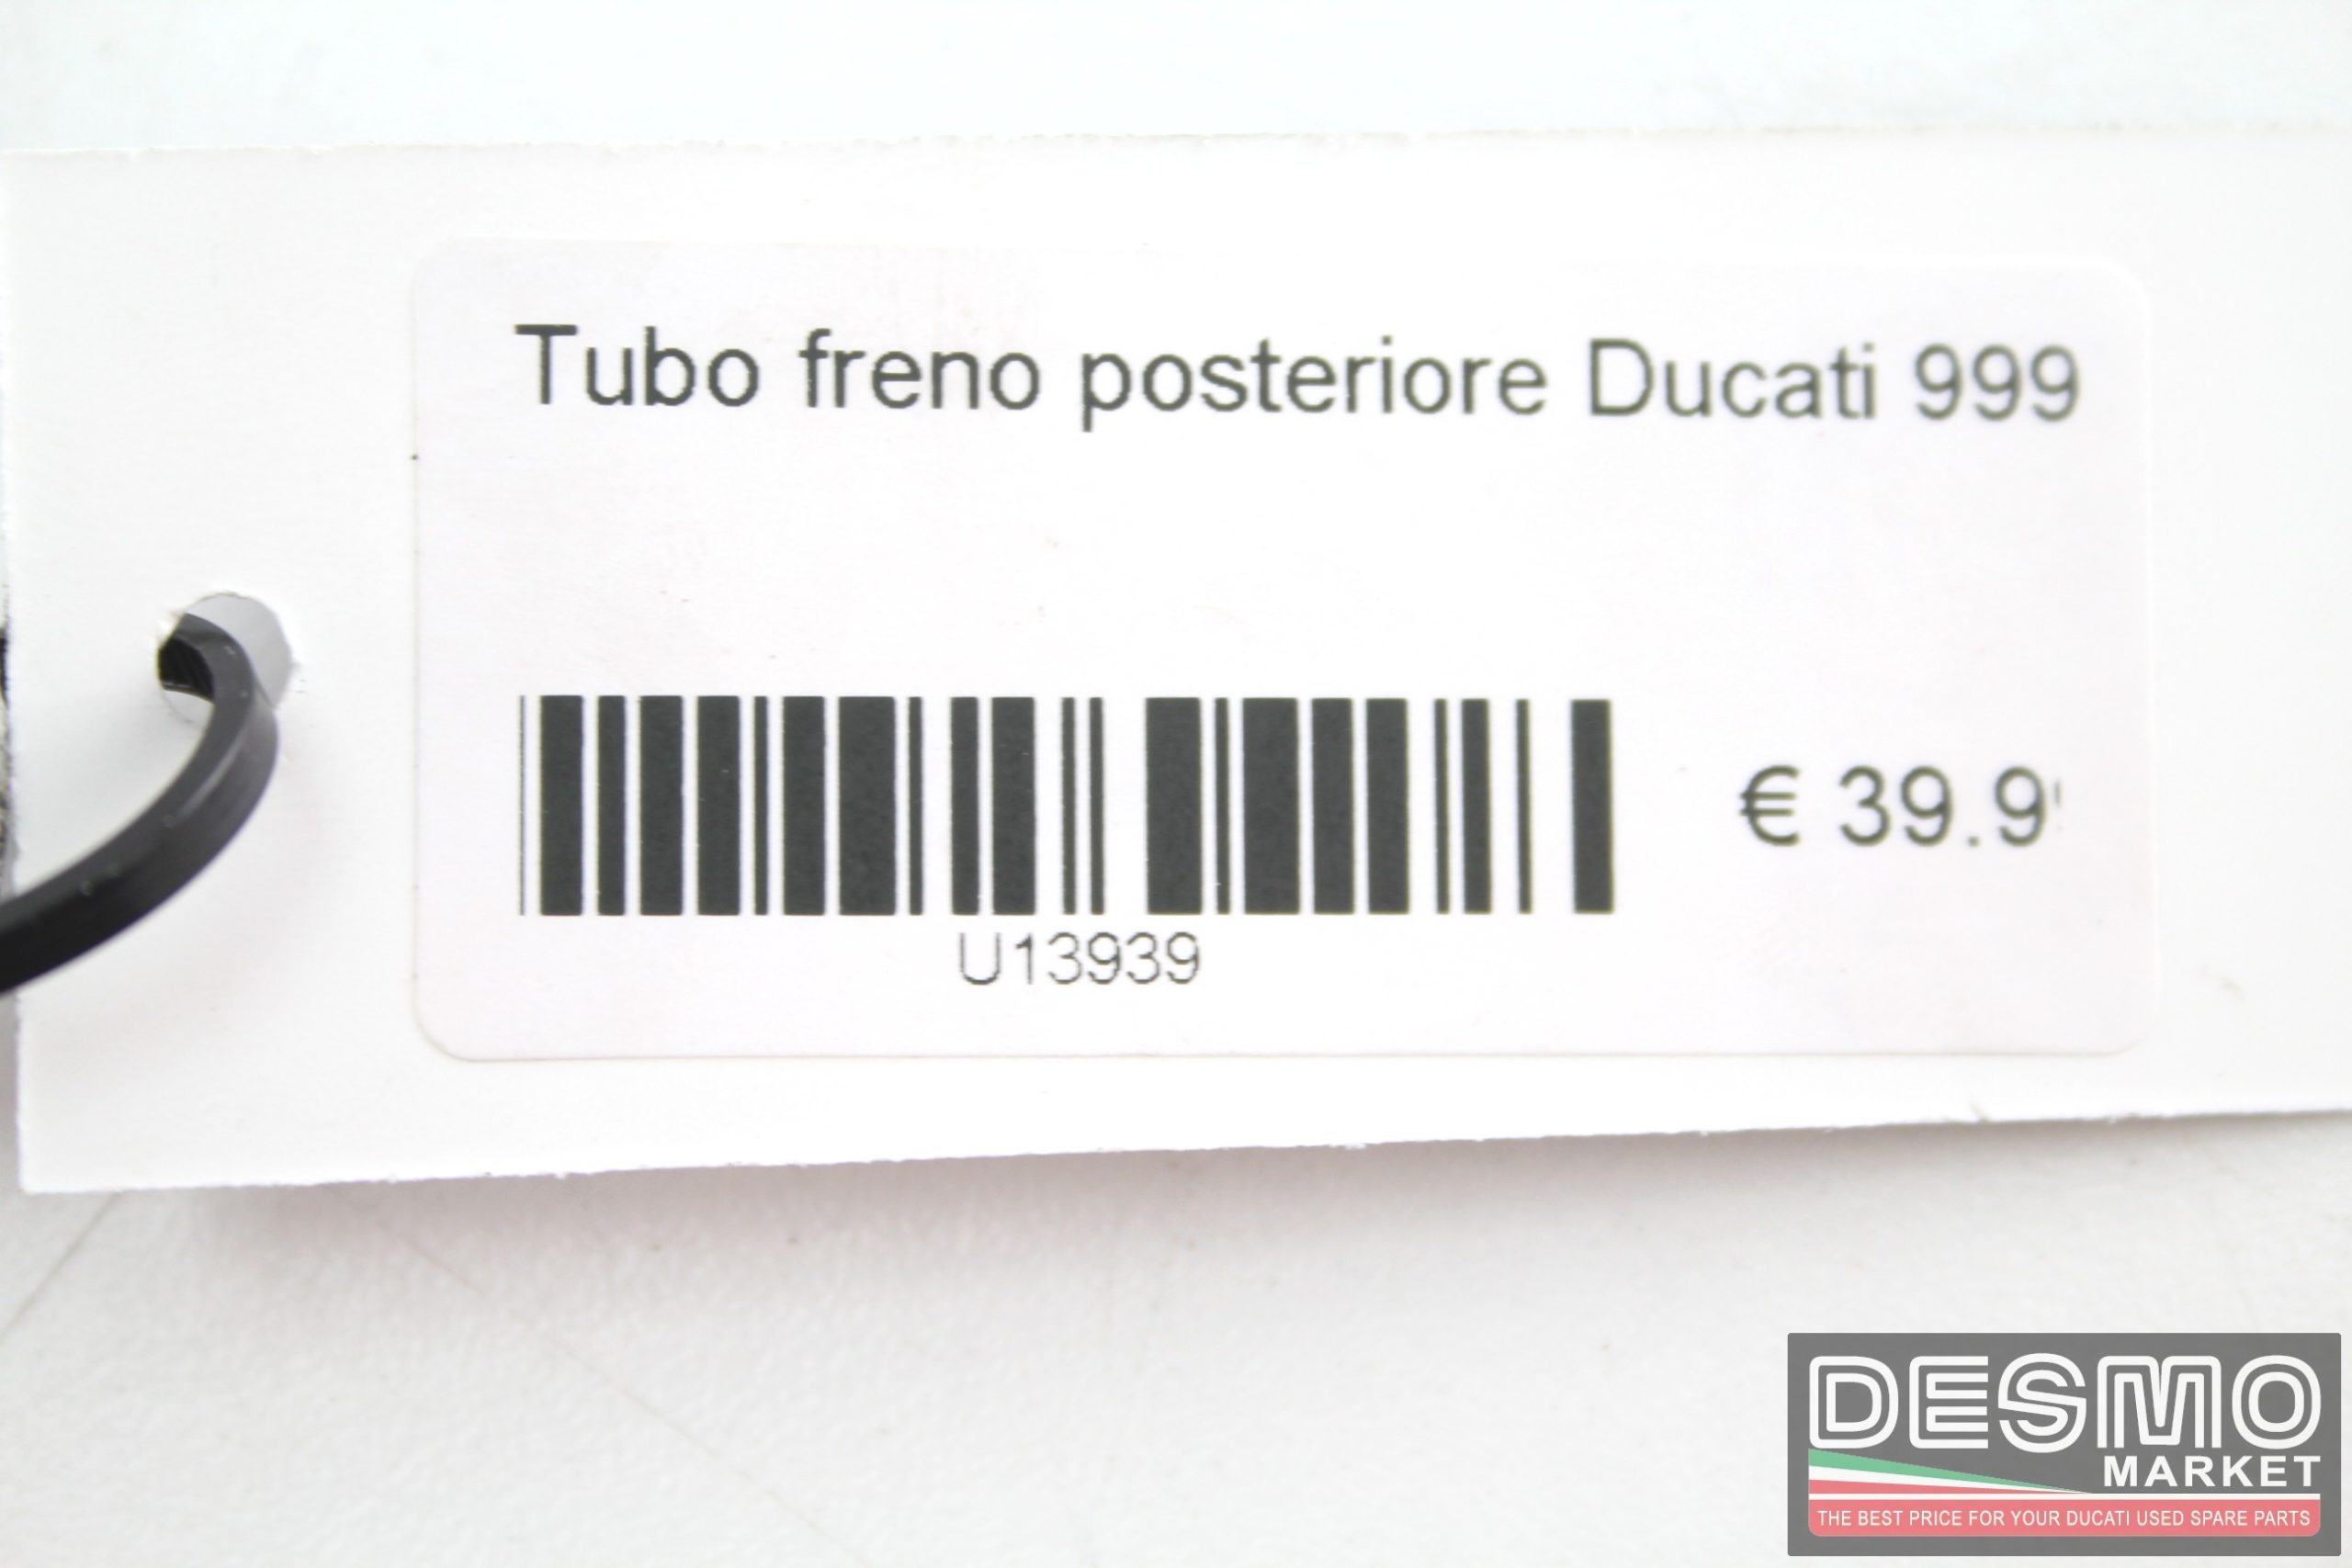 Tubo freno posteriore Ducati 999
€ 39.9
U13939
DESMO
MARKET
THE BEST PRICE FOR YOUR DUCATI USED SPARE PARTS